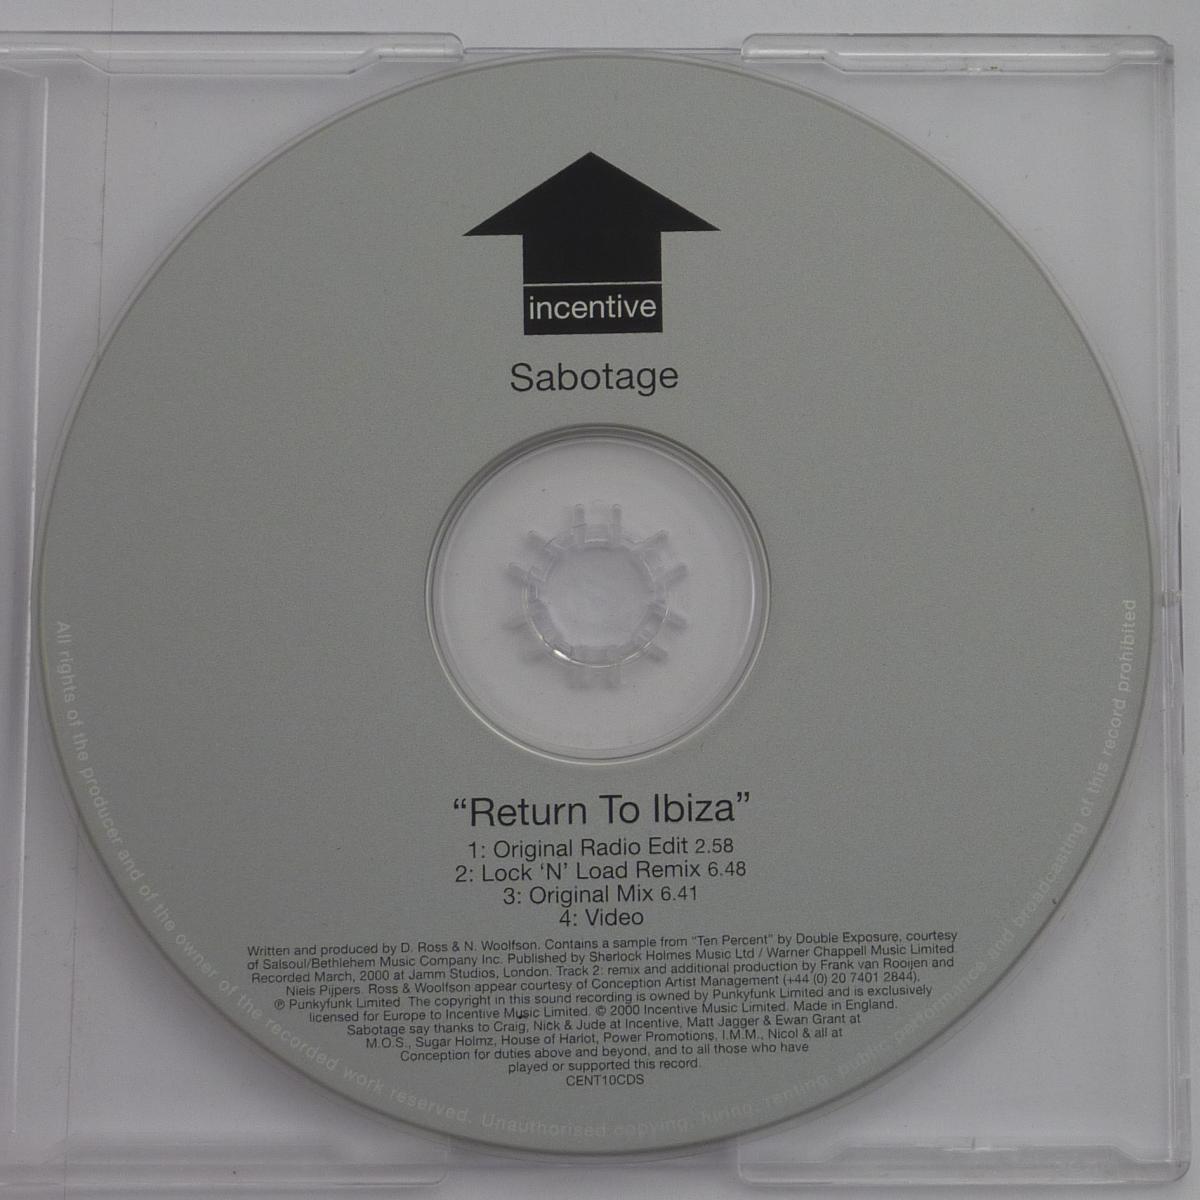 incentive
Sabotage
“Return To Ibiza”
1: Original Radio Edit 2.58
2: Lock ‘N’ Load Remix 6.48
3: Original Mix 6.41
4: Video
Written and produced by D. Ross & N. Woolfson. Contains a sample from “Ten Percent” by Double Exposure, courtesy
of Salsoul/Bethlehem Music Company Inc. Published by Sherlock Holmes Music Ltd / Warner Chappell Music Limited.
Recorded March, 2000 at Jamm Studios, London. Track 2: remix and additional production by Frank van Rooijen and
Niels Pijpers. Ross & Woolfson appear courtesy of Conception Artist Management (+44 (0) 20 7401 2844).
℗ Punkyfunk Limited. The copyright in this sound recording is owned by Punkyfunk Limited and is exclusively
licensed for Europe to Incentive Music Limited. © 2000 Incentive Music Limited. Made in England.
Sabotage say thanks to Craig, Nick & Jude at Incentive, Matt Jagger & Ewan Grant at
M.O.S., Sugar Holmz, House of Harlot, Power Promotions, I.M.M., Nicol & all at
Conception for duties above and beyond, and to all those who have
played or supported this record.
CENT10CDS
All rights of the producer and of the owner of the recorded work reserved. Unauthorised copying, hiring, renting, public performance and broadcasting of this record prohibited